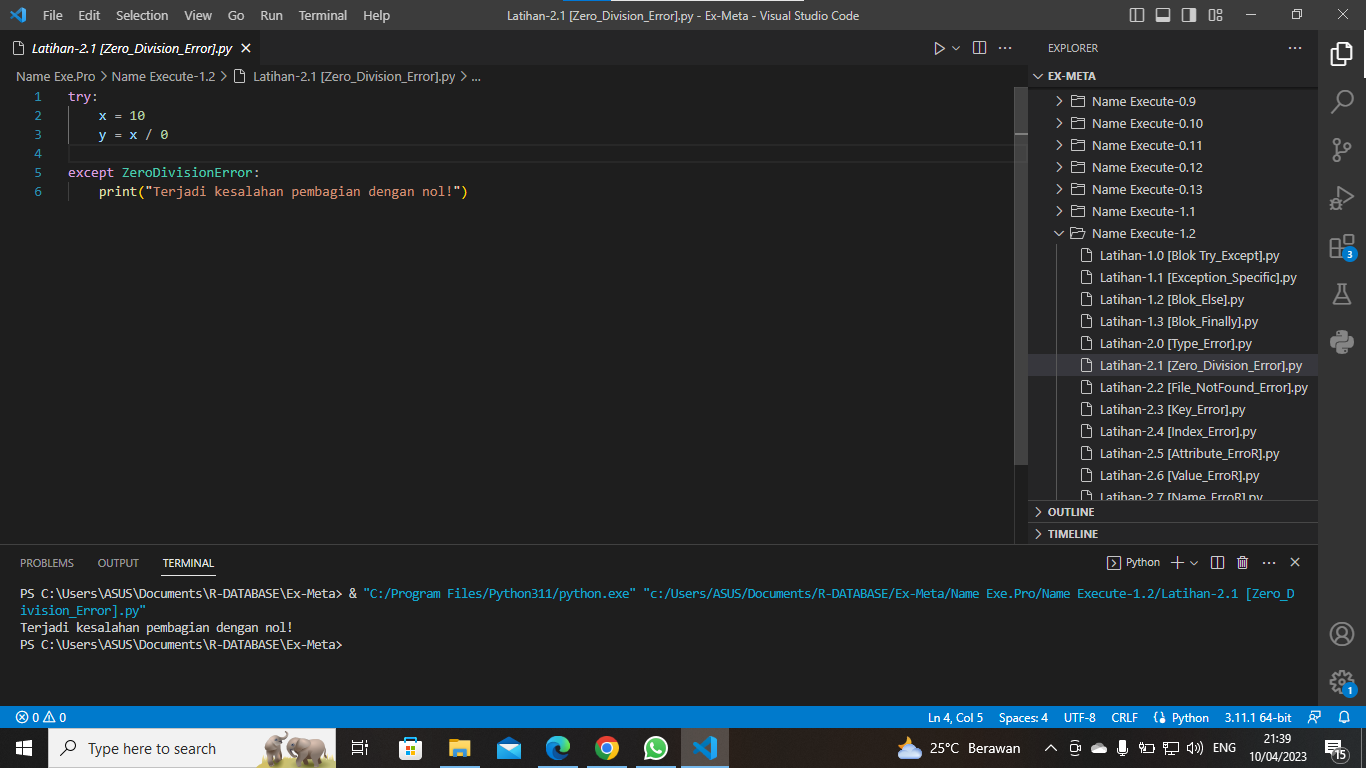 File Edit Selection View Go Run Terminal Help Latihan-2.1 [Zero_Division_Error].py - Ex-Meta - Visual Studio Code
Latihan-2.1 [Zero_Division_Error].py
Name Exe.Pro > Name Execute-1.2 > Latihan-2.1 [Zero_Division_Error].py > ...
1 try:
2 x = 10
3 y = x / 0
4
5 except ZeroDivisionError:
6 print("Terjadi kesalahan pembagian dengan nol!")
EXPLORER
EX-META
Name Execute-0.9
Name Execute-0.10
Name Execute-0.11
Name Execute-0.12
Name Execute-0.13
Name Execute-1.1
Name Execute-1.2
Latihan-1.0 [Blok Try_Except].py
Latihan-1.1 [Exception_Specific].py
Latihan-1.2 [Blok_Else].py
Latihan-1.3 [Blok_Finally].py
Latihan-2.0 [Type_Error].py
Latihan-2.1 [Zero_Division_Error].py
Latihan-2.2 [File_NotFound_Error].py
Latihan-2.3 [Key_Error].py
Latihan-2.4 [Index_Error].py
Latihan-2.5 [Attribute_ErroR].py
Latihan-2.6 [Value_ErroR].py
Latihan-2.7 [Name_ErroR].py
OUTLINE
TIMELINE
3
1
PROBLEMS OUTPUT TERMINAL Python
PS C:\Users\ASUS\Documents\R-DATABASE\Ex-Meta> & "C:/Program Files/Python311/python.exe" "c:/Users/ASUS/Documents/R-DATABASE/Ex-Meta/Name Exe.Pro/Name Execute-1.2/Latihan-2.1 [Zero_D
ivision_Error].py"
Terjadi kesalahan pembagian dengan nol!
PS C:\Users\ASUS\Documents\R-DATABASE\Ex-Meta>
0 0 Ln 4, Col 5 Spaces: 4 UTF-8 CRLF Python 3.11.1 64-bit
Type here to search 25°C Berawan ENG 21:39
10/04/2023
15